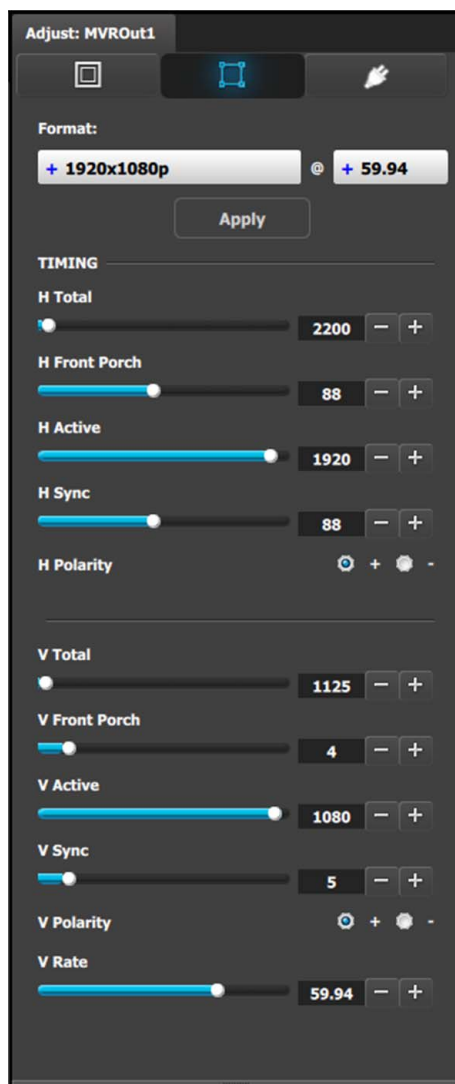 Adjust: MVROut1
Format:
+ 1920x1080p @ + 59.94
Apply
TIMING
H Total
2200 − +
H Front Porch
88 − +
H Active
1920 − +
H Sync
88 − +
H Polarity + -
V Total
1125 − +
V Front Porch
4 − +
V Active
1080 − +
V Sync
5 − +
V Polarity + -
V Rate
59.94 − +